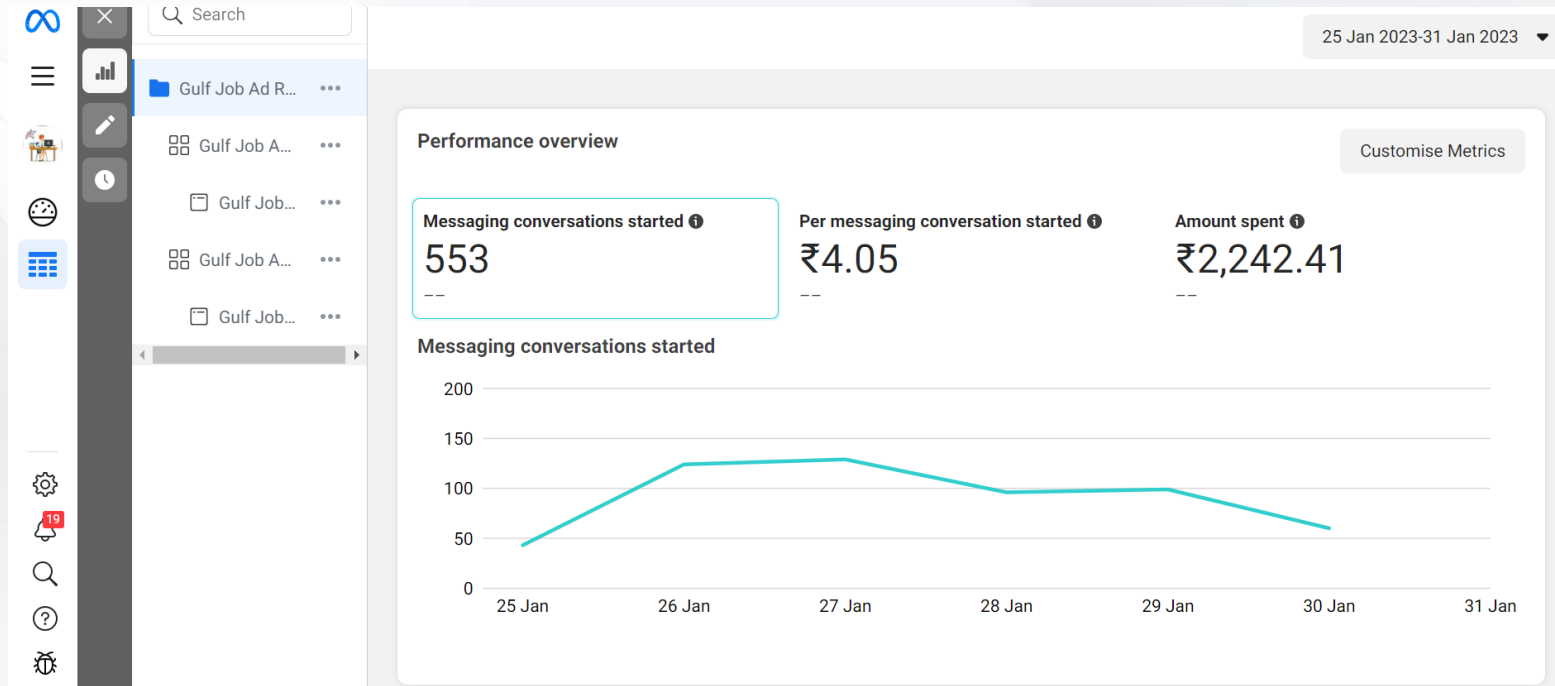 Search
25 Jan 2023-31 Jan 2023
Gulf Job Ad R...
Gulf Job A...
Gulf Job...
Gulf Job A...
Gulf Job...
19
Performance overview
Customise Metrics
Messaging conversations started
553
--
Per messaging conversation started
₹4.05
--
Amount spent
₹2,242.41
--
Messaging conversations started
200
150
100
50
0
25 Jan 26 Jan 27 Jan 28 Jan 29 Jan 30 Jan 31 Jan